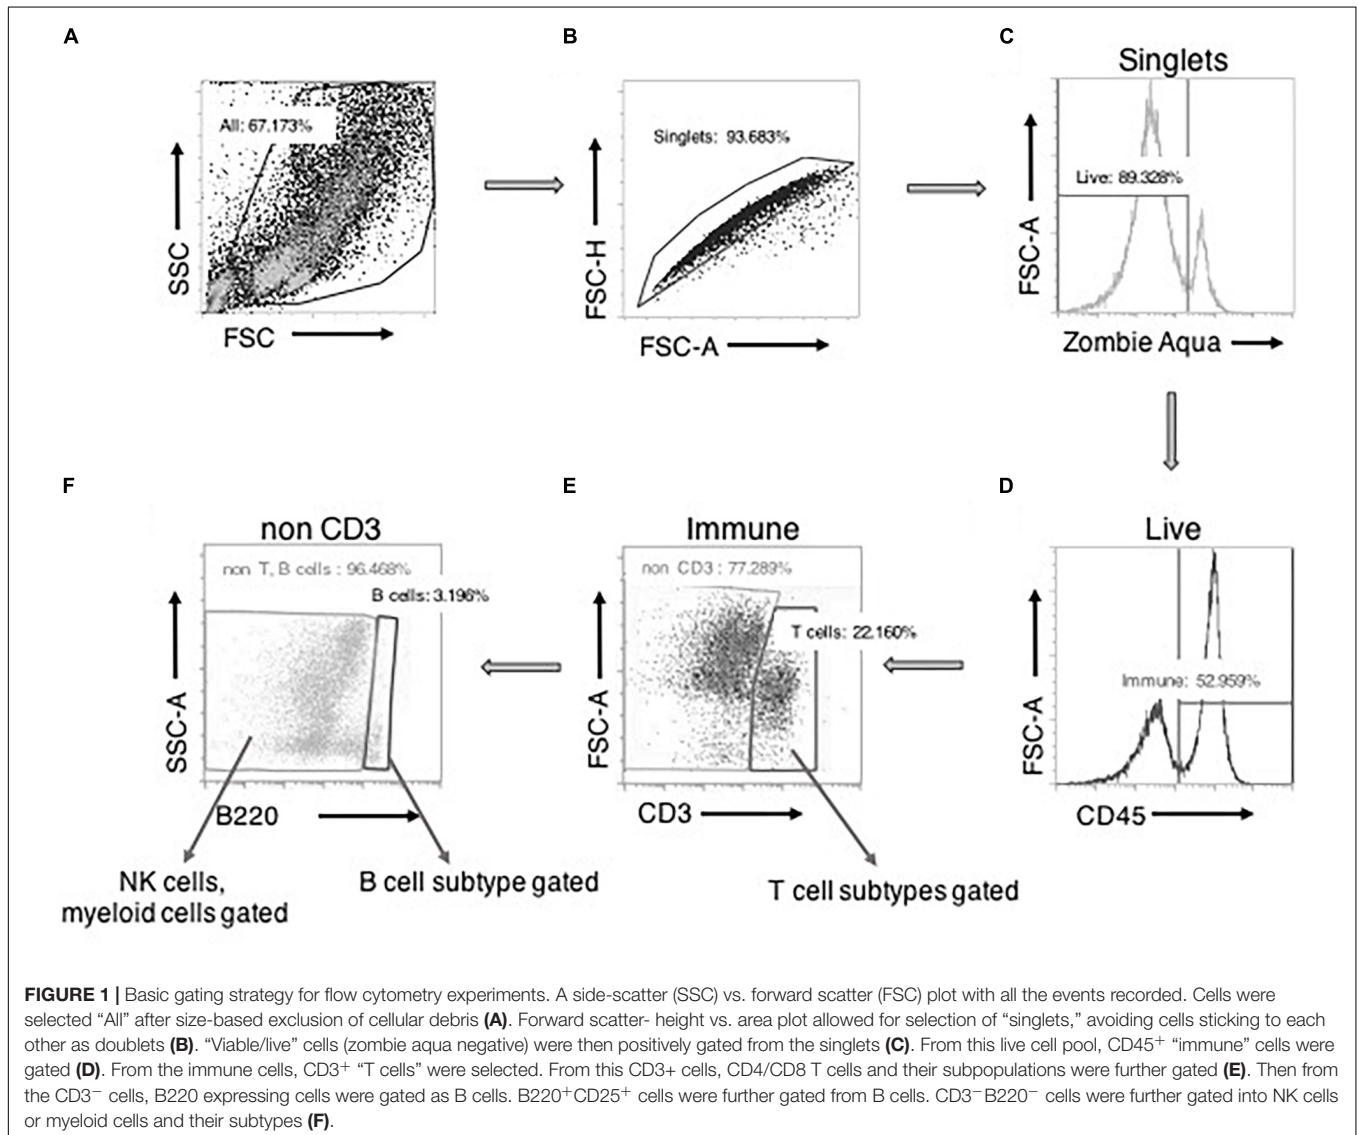 A
B
C
Singlets
All: 67.173%
Singlets: 93.683%
Live: 89.328%
SSC
FSC-H
FSC-A
FSC
FSC-A
Zombie Aqua
F
E
D
non CD3
Immune
Live
non T, B cells : 96.468%
non CD3 : 77.289%
B cells: 3.196%
T cells: 22.160%
Immune: 52.959%
SSC-A
FSC-A
FSC-A
B220
CD3
CD45
NK cells,
myeloid cells gated
B cell subtype gated
T cell subtypes gated
FIGURE 1 | Basic gating strategy for flow cytometry experiments. A side-scatter (SSC) vs. forward scatter (FSC) plot with all the events recorded. Cells were
selected “All” after size-based exclusion of cellular debris (A). Forward scatter- height vs. area plot allowed for selection of “singlets,” avoiding cells sticking to each
other as doublets (B). “Viable/live” cells (zombie aqua negative) were then positively gated from the singlets (C). From this live cell pool, CD45⁺ “immune” cells were
gated (D). From the immune cells, CD3⁺ “T cells” were selected. From this CD3+ cells, CD4/CD8 T cells and their subpopulations were further gated (E). Then from
the CD3⁻ cells, B220 expressing cells were gated as B cells. B220⁺CD25⁺ cells were further gated from B cells. CD3⁻B220⁻ cells were further gated into NK cells
or myeloid cells and their subtypes (F).